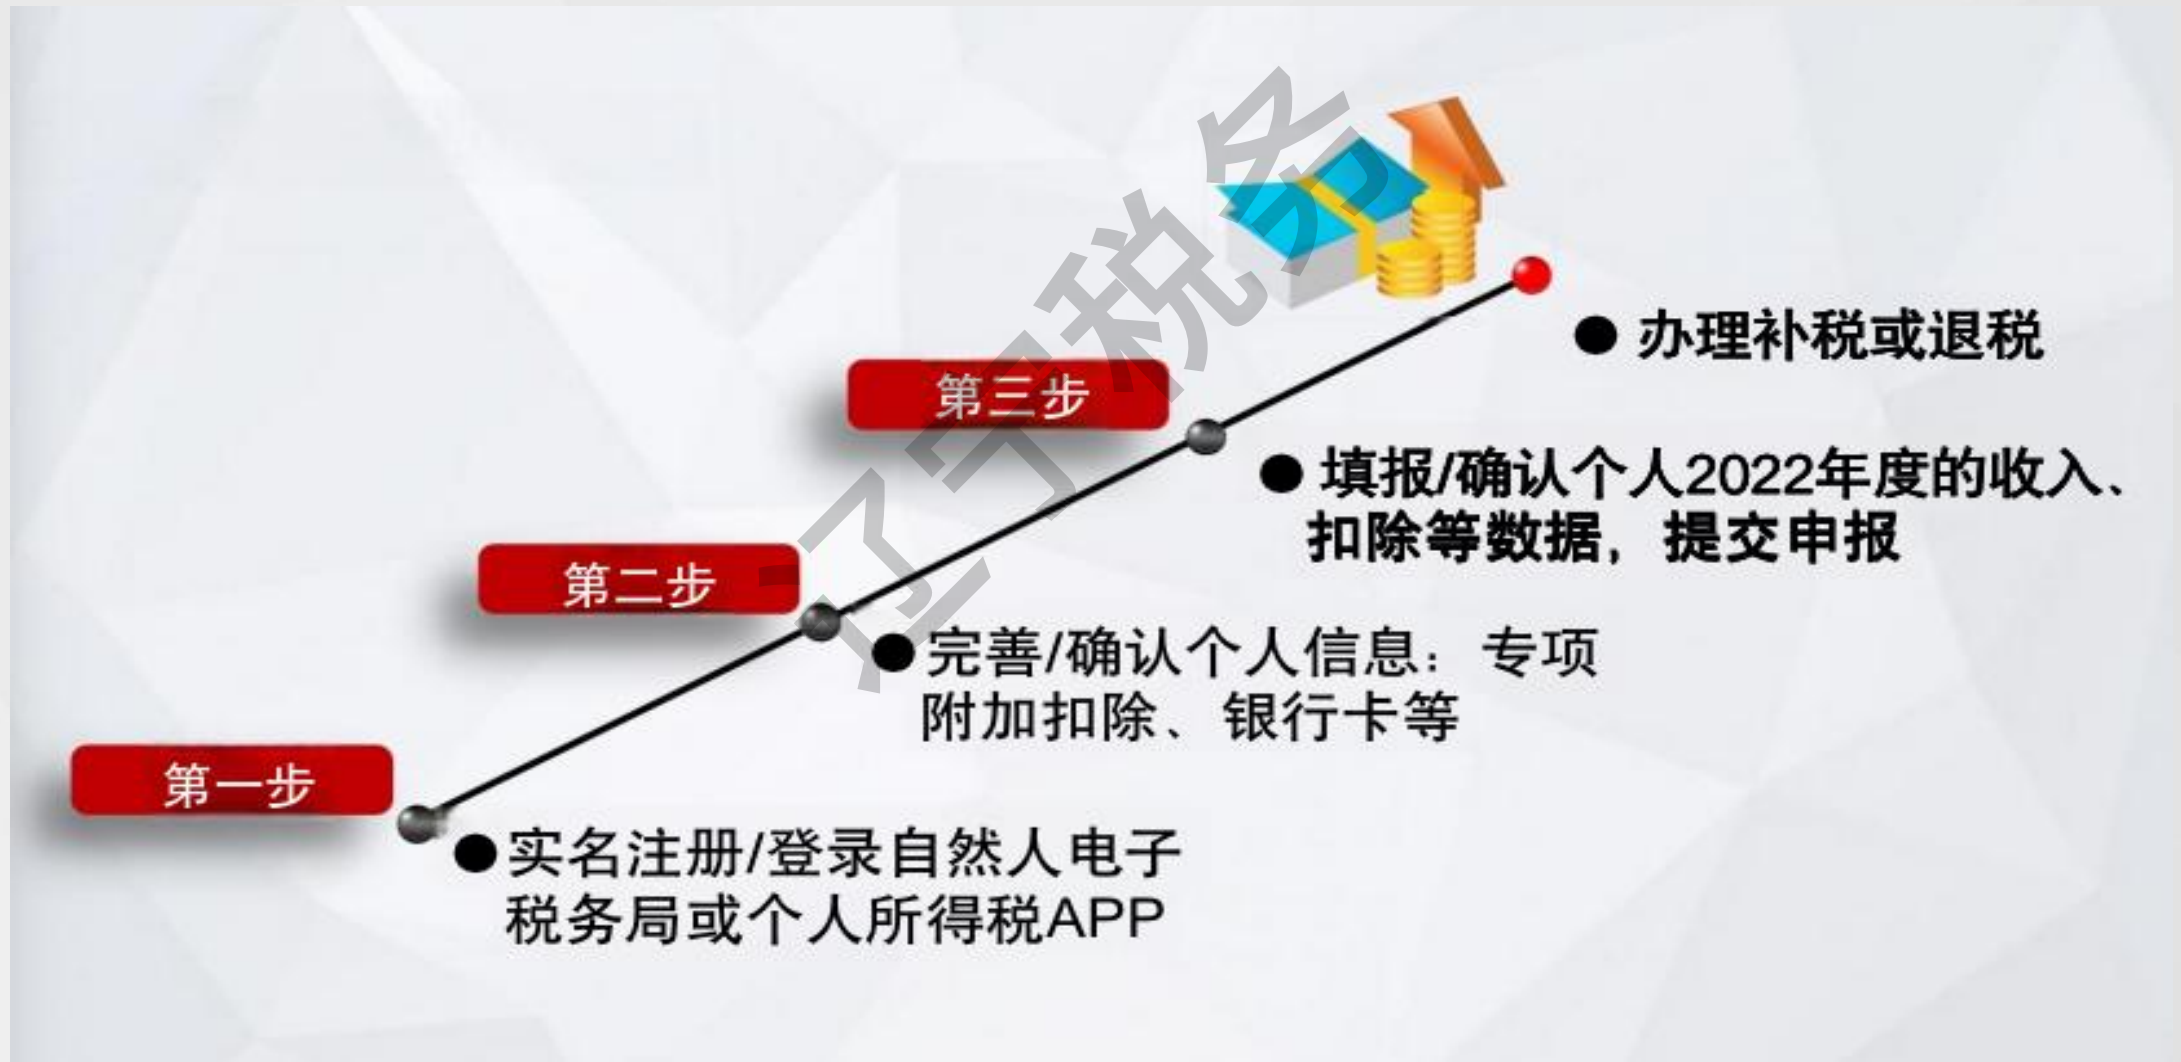 办理补税或退税
第三步
填报/确认个人2022年度的收入、
扣除等数据，提交申报
第二步
完善/确认个人信息：专项
附加扣除、银行卡等
第一步
实名注册/登录自然人电子
税务局或个人所得税APP
辽宁税务